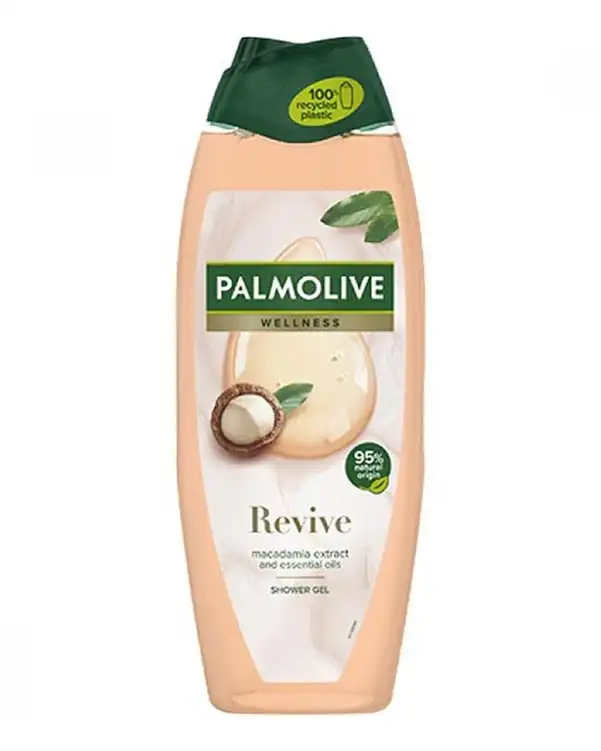 100%
recycled
plastic
PALMOLIVE
WELLNESS
95%
natural
origin
Revive
macadamia extract
and essential oils
SHOWER GEL